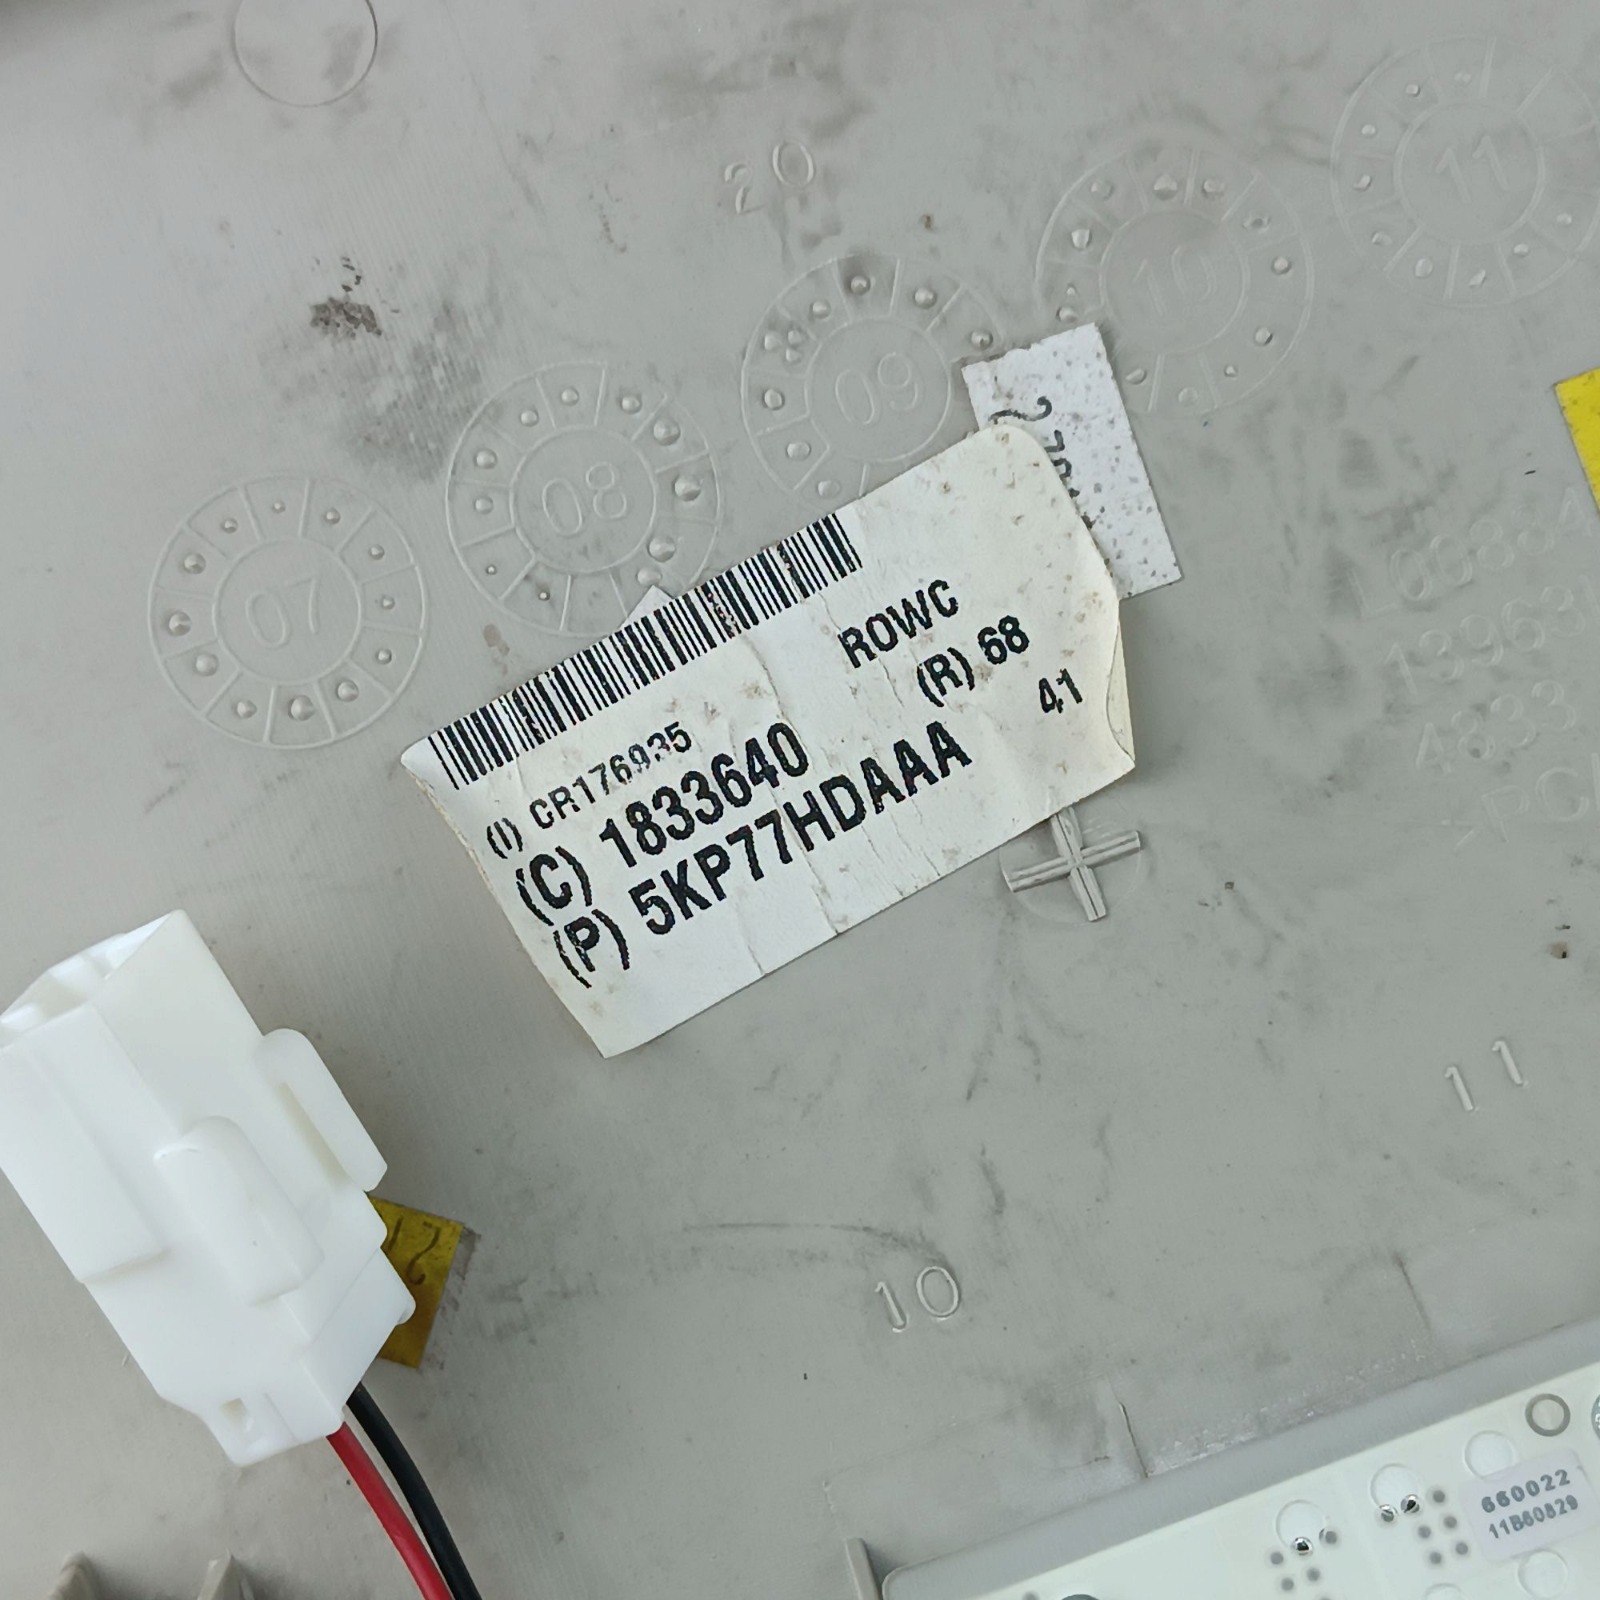 20
11
10
09
08
07
ROWC
(R) 68
41
(I) CR176935
(C) 1833640
(P) 5KP77HDAAA
11
10
660022
11B60829